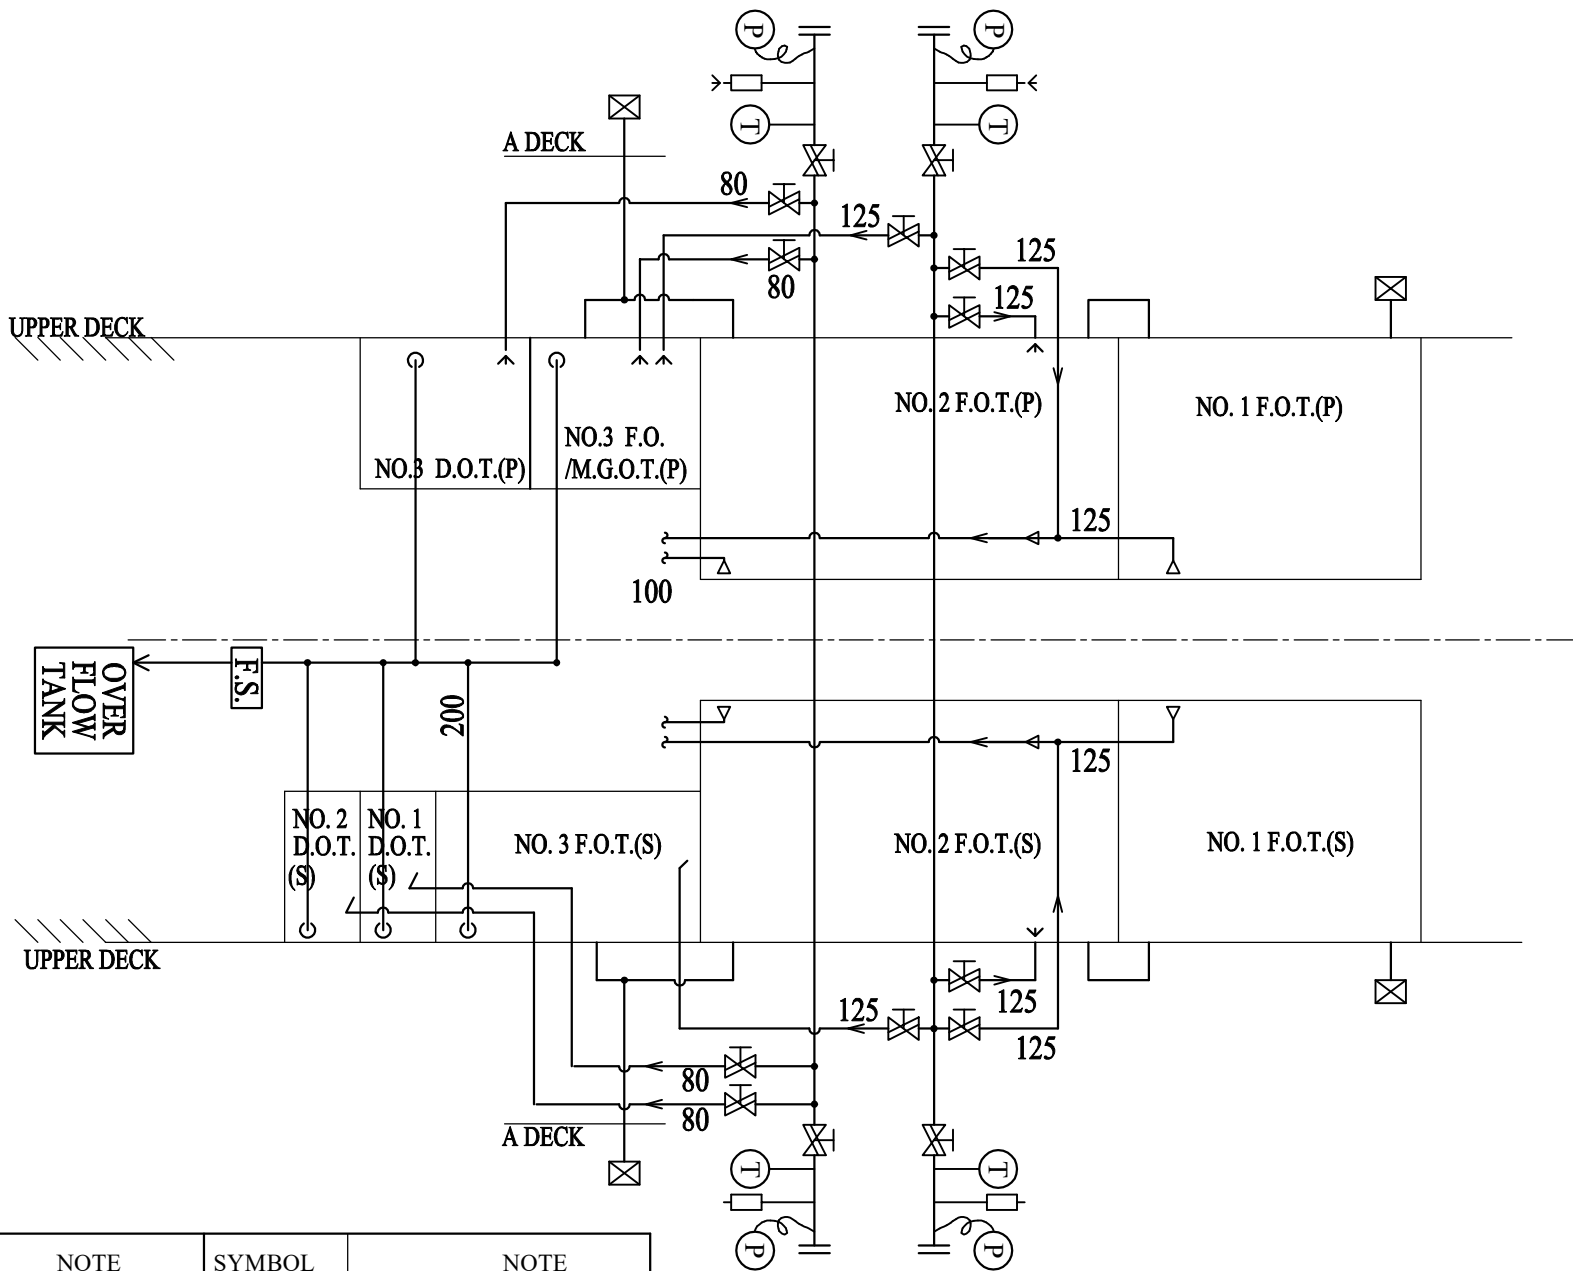 P
P
T
T
A DECK
80
125
125
80
125
UPPER DECK
NO. 2 F.O.T.(P)
NO. 1 F.O.T.(P)
NO.3 F.O.
/M.G.O.T.(P)
NO.3 D.O.T.(P)
125
100
OVER
FLOW
TANK
F.S.
200
125
NO. 2
D.O.T.
(S)
NO. 1
D.O.T.
(S)
NO. 3 F.O.T.(S)
NO. 2 F.O.T.(S)
NO. 1 F.O.T.(S)
UPPER DECK
125
125
125
80
80
A DECK
T
T
P
P
NOTE
SYMBOL
NOTE